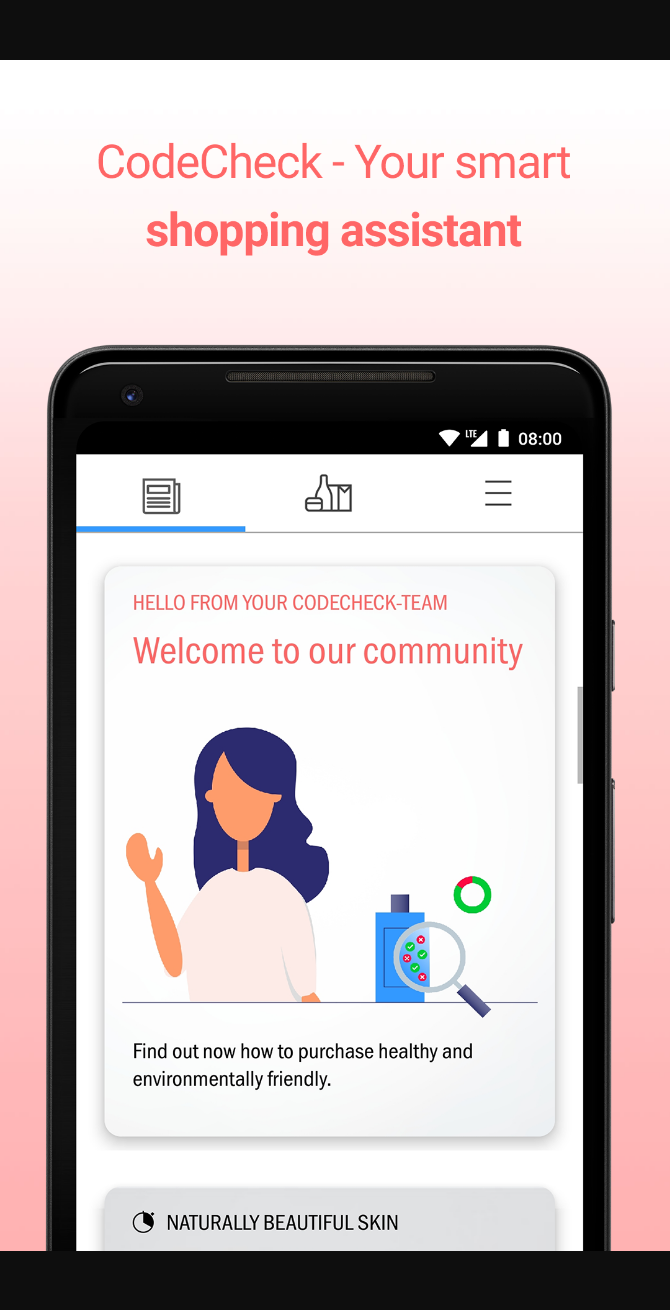 CodeCheck - Your smart
shopping assistant
LTE
08:00
HELLO FROM YOUR CODECHECK-TEAM
Welcome to our community
Find out now how to purchase healthy and
environmentally friendly.
NATURALLY BEAUTIFUL SKIN